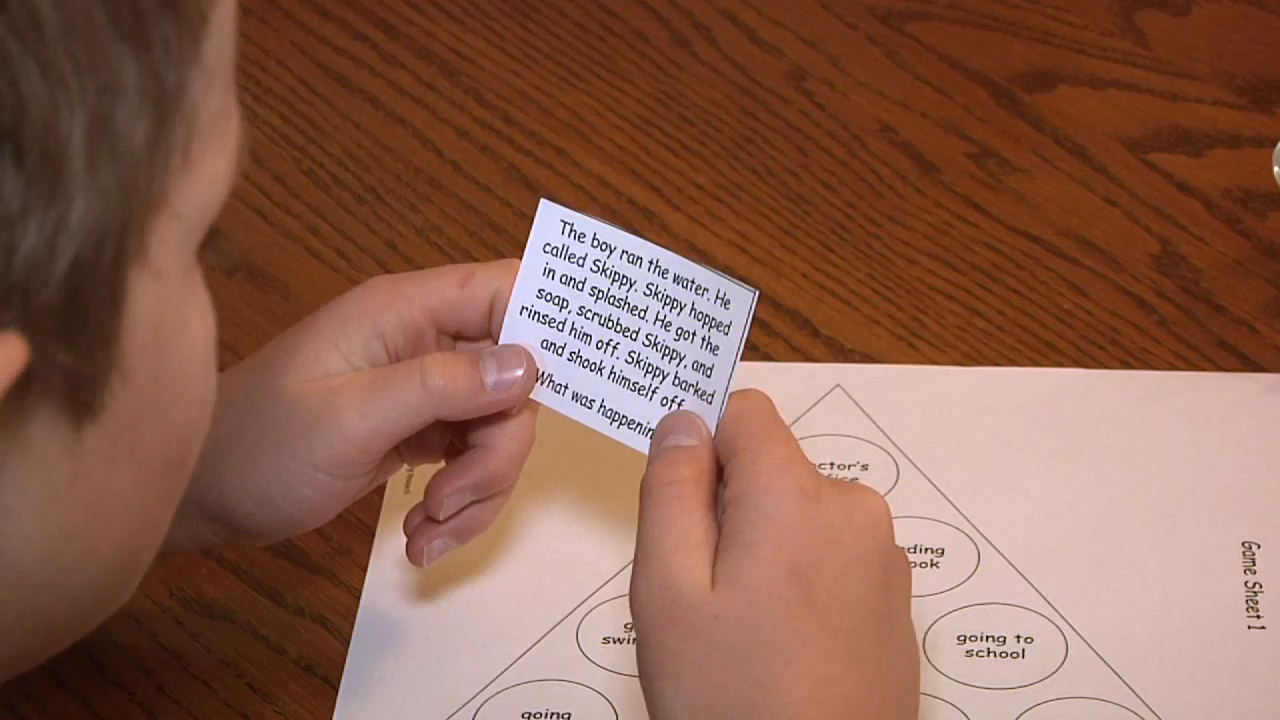 The boy ran the water. He
called Skippy. Skippy hopped
in and splashed. He got the
soap, scrubbed Skippy, and
rinsed him off. Skippy barked
and shook himself off.
What was
going to
school
going
Game Sheet 1